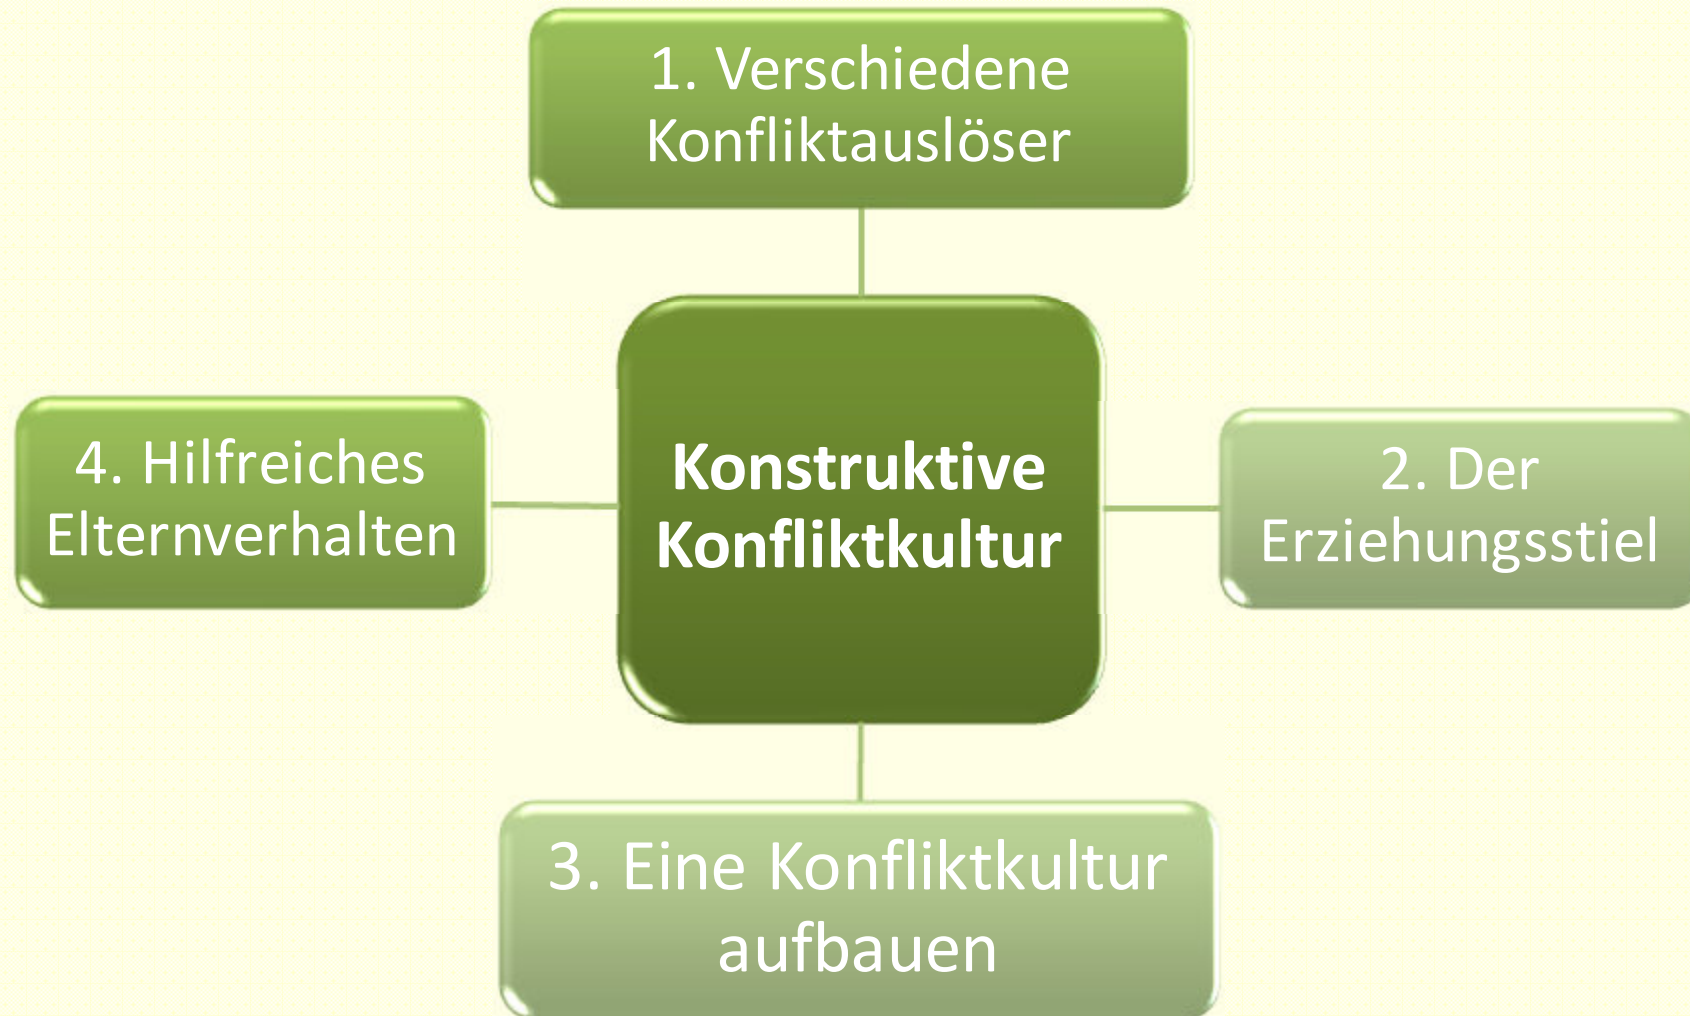 1. Verschiedene
Konfliktauslöser
4. Hilfreiches
Elternverhalten
Konstruktive
Konfliktkultur
2. Der
Erziehungsstiel
3. Eine Konfliktkultur
aufbauen